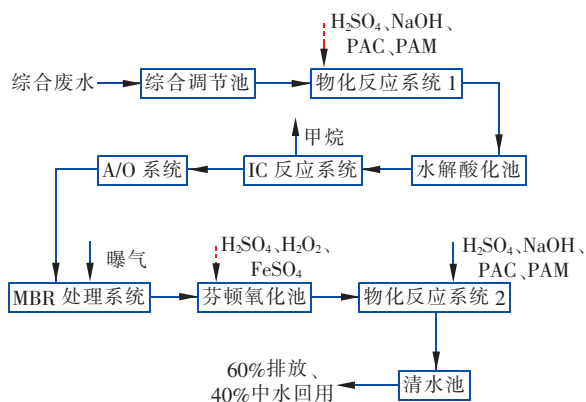 H₂SO₄、NaOH、
PAC、PAM
综合废水
综合调节池
物化反应系统 1
甲烷
A/O 系统
IC 反应系统
水解酸化池
曝气
H₂SO₄、H₂O₂、
FeSO₄
H₂SO₄、NaOH、
PAC、PAM
MBR 处理系统
芬顿氧化池
物化反应系统 2
60%排放、
40%中水回用
清水池